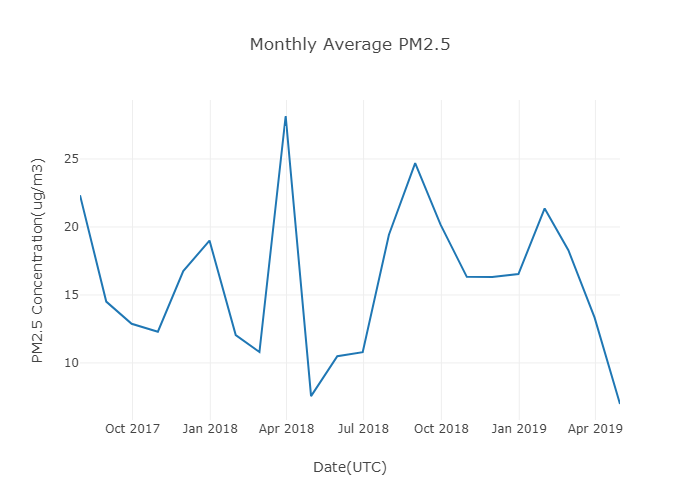 Monthly Average PM2.5
PM2.5 Concentration(ug/m3)
25
20
15
10
Oct 2017 Jan 2018 Apr 2018 Jul 2018 Oct 2018 Jan 2019 Apr 2019
Date(UTC)